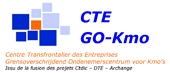 CTE
GO-Kmo
Centre Transfrontalier des Entreprises
Grensoverschrijdend Ondernemerscentrum voor Kmo's
Issu de la fusion des projets CtEc - DTE - Archange